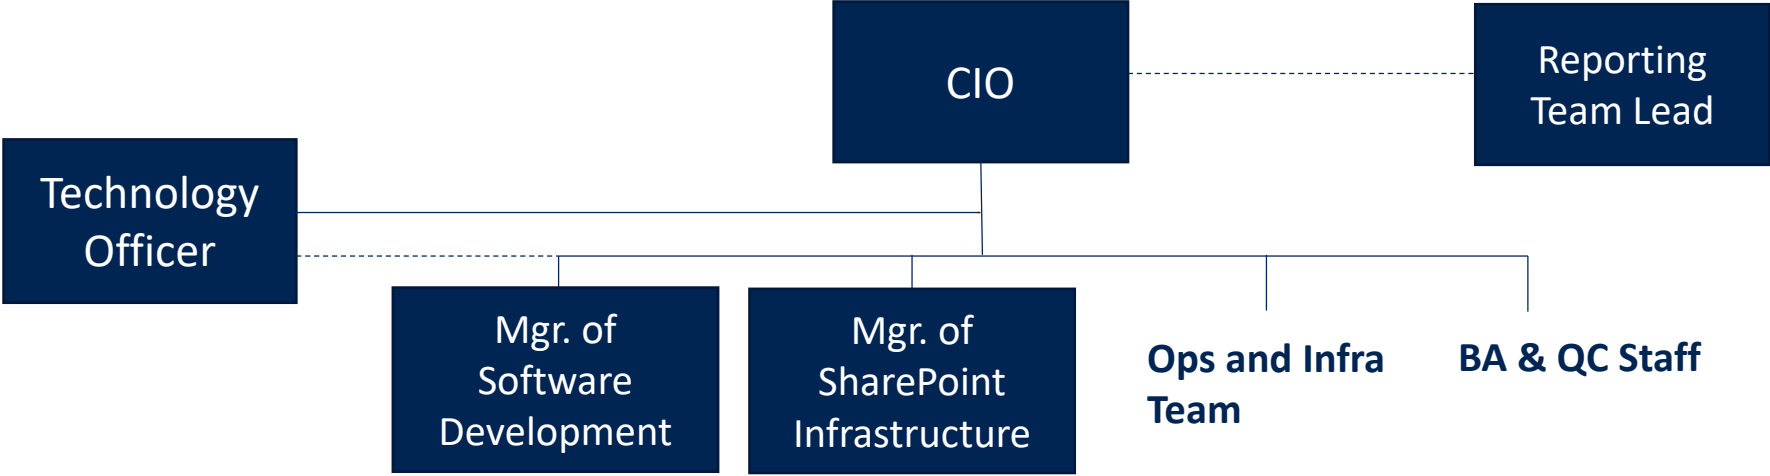 CIO
Reporting
Team Lead
Technology
Officer
Mgr. of
Software
Development
Mgr. of
SharePoint
Infrastructure
Ops and Infra
Team
BA & QC Staff